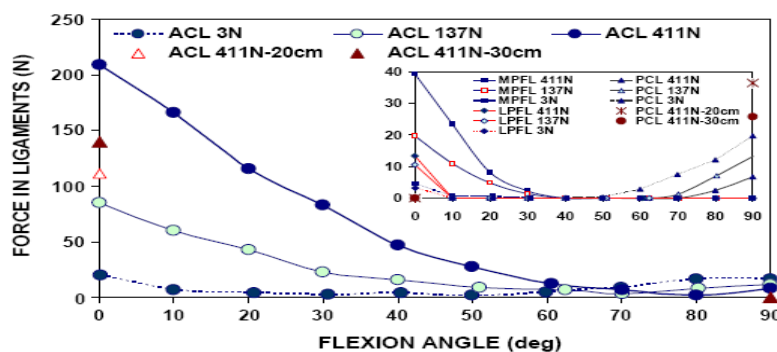 ACL 3N ACL 137N ACL 411N
ACL 411N-20cm ACL 411N-30cm
FORCE IN LIGAMENTS (N)
250
200
150
100
50
0
0 10 20 30 40 50 60 70 80 90
FLEXION ANGLE (deg)
40
30
20
10
0
0 10 20 30 40 50 60 70 80 90
MPFL 411N PCL 411N
MPFL 137N PCL 137N
MPFL 3N PCL 3N
LPFL 411N PCL 411N-20cm
LPFL 137N PCL 411N-30cm
LPFL 3N